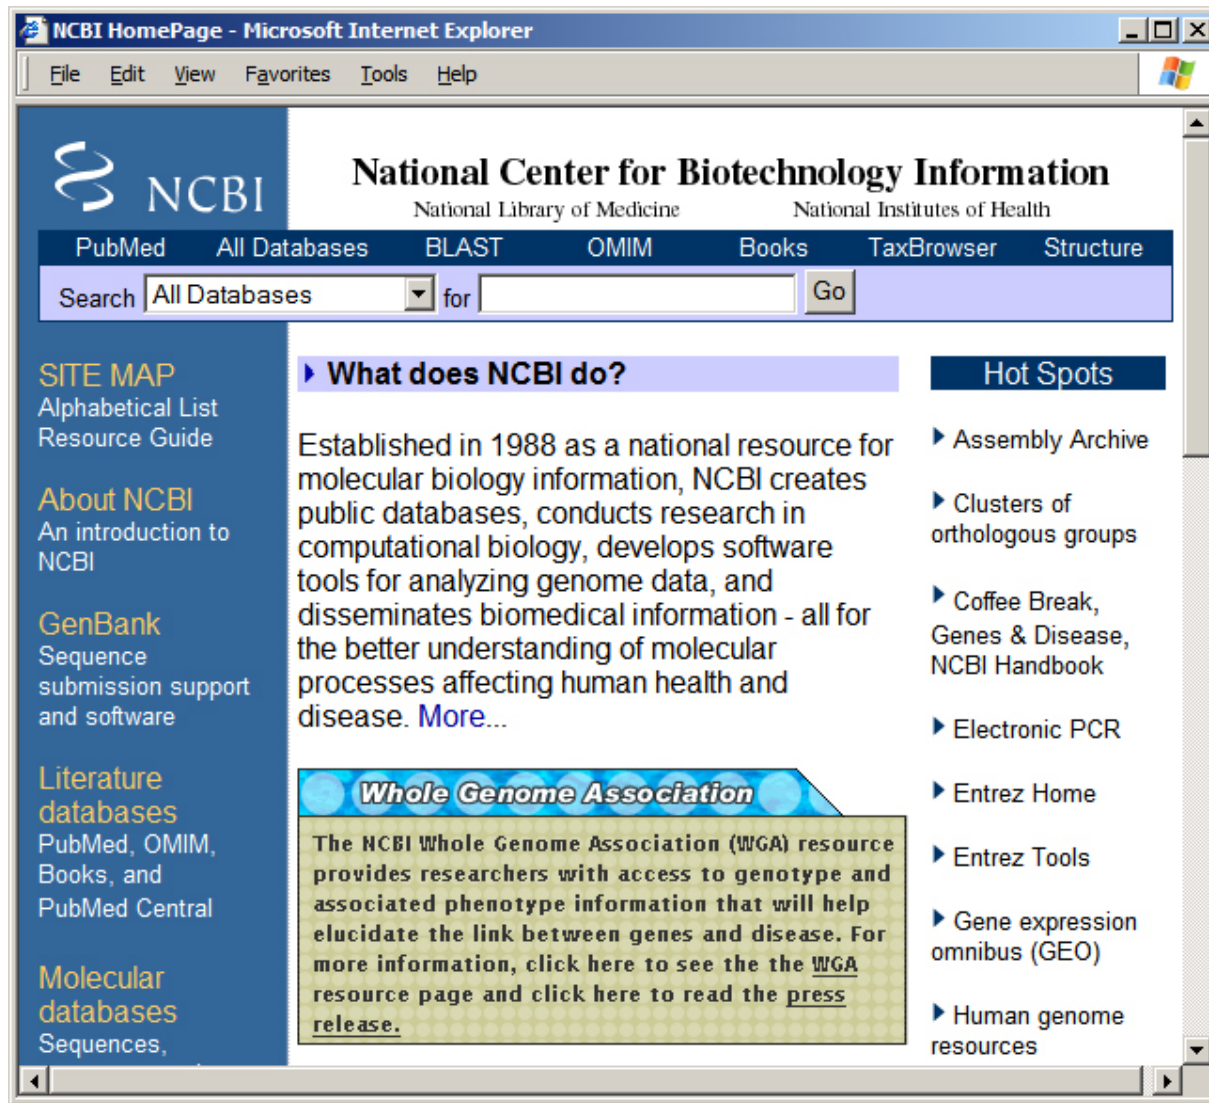 NCBI HomePage - Microsoft Internet Explorer
File Edit View Favorites Tools Help
NCBI
National Center for Biotechnology Information
National Library of Medicine National Institutes of Health
PubMed All Databases BLAST OMIM Books TaxBrowser Structure
Search All Databases for Go
SITE MAP
Alphabetical List
Resource Guide
About NCBI
An introduction to
NCBI
GenBank
Sequence
submission support
and software
Literature
databases
PubMed, OMIM,
Books, and
PubMed Central
Molecular
databases
Sequences,
What does NCBI do?
Established in 1988 as a national resource for
molecular biology information, NCBI creates
public databases, conducts research in
computational biology, develops software
tools for analyzing genome data, and
disseminates biomedical information - all for
the better understanding of molecular
processes affecting human health and
disease. More...
Whole Genome Association
The NCBI Whole Genome Association (WGA) resource
provides researchers with access to genotype and
associated phenotype information that will help
elucidate the link between genes and disease. For
more information, click here to see the the WGA
resource page and click here to read the press
release.
Hot Spots
Assembly Archive
Clusters of
orthologous groups
Coffee Break,
Genes & Disease,
NCBI Handbook
Electronic PCR
Entrez Home
Entrez Tools
Gene expression
omnibus (GEO)
Human genome
resources